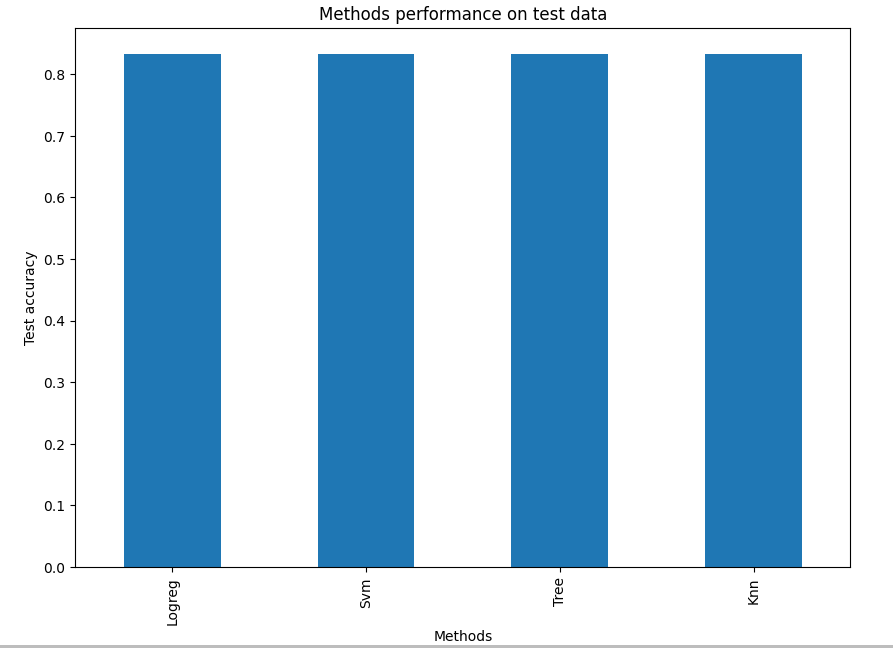 Methods performance on test data
0.8
0.7
0.6
0.5
0.4
0.3
0.2
0.1
0.0
Test accuracy
Logreg
Svm
Tree
Knn
Methods